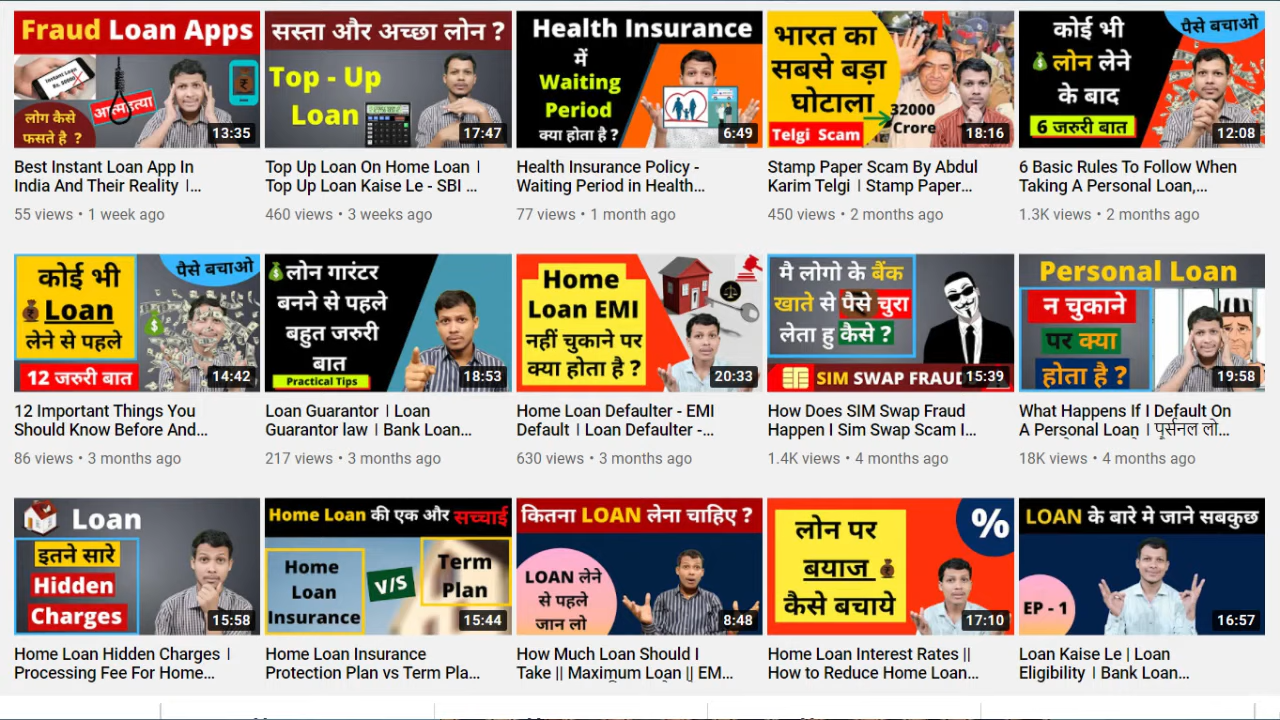 Fraud Loan Apps
Instant Loan
Rs. 50000
आत्महत्या
लोग कैसे
फसते है ?
13:35
Best Instant Loan App In
India And Their Reality |...
55 views • 1 week ago
सस्ता और अच्छा लोन ?
Top - Up
Loan
17:47
Top Up Loan On Home Loan |
Top Up Loan Kaise Le - SBI ...
460 views • 3 weeks ago
Health Insurance
में
Waiting
Period
क्या होता है ?
6:49
Health Insurance Policy -
Waiting Period in Health...
77 views • 1 month ago
भारत का
सबसे बड़ा
घोटाला
32000
Crore
Telgi Scam
18:16
Stamp Paper Scam By Abdul
Karim Telgi | Stamp Paper...
450 views • 2 months ago
कोई भी
पैसे बचाओ
लोन लेने
के बाद
6 जरुरी बात
12:08
6 Basic Rules To Follow When
Taking A Personal Loan,...
1.3K views • 2 months ago
कोई भी
पैसे बचाओ
Loan
लेने से पहले
12 जरुरी बात
14:42
12 Important Things You
Should Know Before And...
86 views • 3 months ago
लोन गारंटर
बनने से पहले
बहुत जरुरी
बात
Practical Tips
18:53
Loan Guarantor | Loan
Guarantor law | Bank Loan...
217 views • 3 months ago
Home
Loan EMI
नहीं चुकाने पर
क्या होता है ?
20:33
Home Loan Defaulter - EMI
Default | Loan Defaulter -...
630 views • 3 months ago
मै लोगो के बैंक
खाते से पैसे चुरा
लेता हु कैसे ?
SIM SWAP FRAUD
15:39
How Does SIM Swap Fraud
Happen I Sim Swap Scam I...
1.4K views • 4 months ago
Personal Loan
न चुकाने
पर क्या
होता है ?
19:58
What Happens If I Default On
A Personal Loan | पर्सनल लो...
18K views • 4 months ago
Loan
इतने सारे
Hidden
Charges
15:58
Home Loan Hidden Charges |
Processing Fee For Home...
Home Loan की एक और सच्चाई
Home
Loan
Insurance
V/S
Term
Plan
15:44
Home Loan Insurance
Protection Plan vs Term Pla...
कितना LOAN लेना चाहिए ?
LOAN लेने
से पहले
जान लो
8:48
How Much Loan Should I
Take || Maximum Loan || EM...
लोन पर
बयाज
कैसे बचाये
%
17:10
Home Loan Interest Rates ||
How to Reduce Home Loan...
LOAN के बारे मे जाने सबकुछ
EP - 1
16:57
Loan Kaise Le | Loan
Eligibility | Bank Loan...